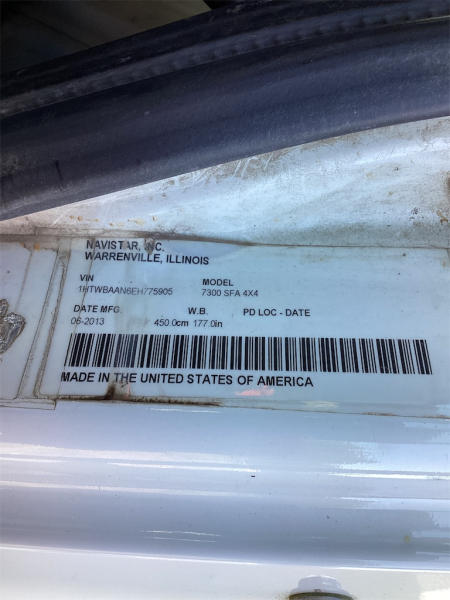 NAVISTAR, INC.
WARRENVILLE, ILLINOIS
VIN MODEL
1HTWBAAN6EH775905 7300 SFA 4X4
DATE MFG. W.B. PD LOC - DATE
06-2013 450.0cm 177.0in
MADE IN THE UNITED STATES OF AMERICA